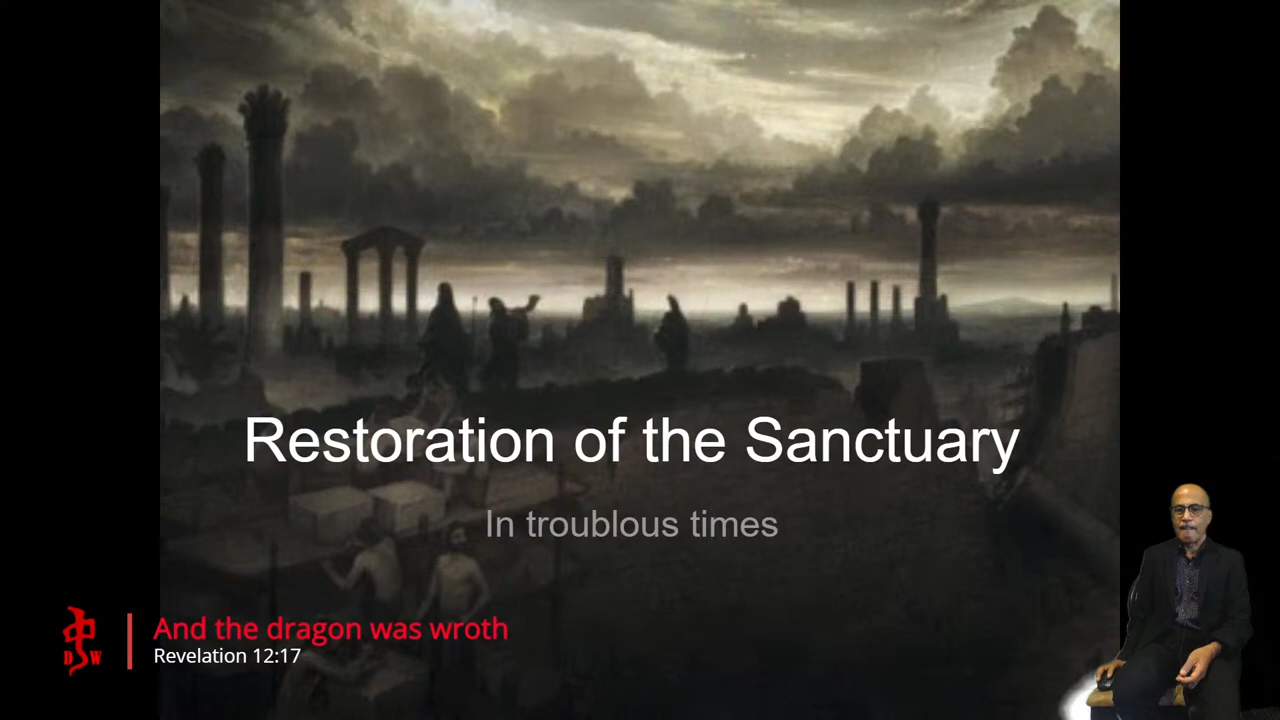 Restoration of the Sanctuary
In troublous times
And the dragon was wroth
Revelation 12:17
D W